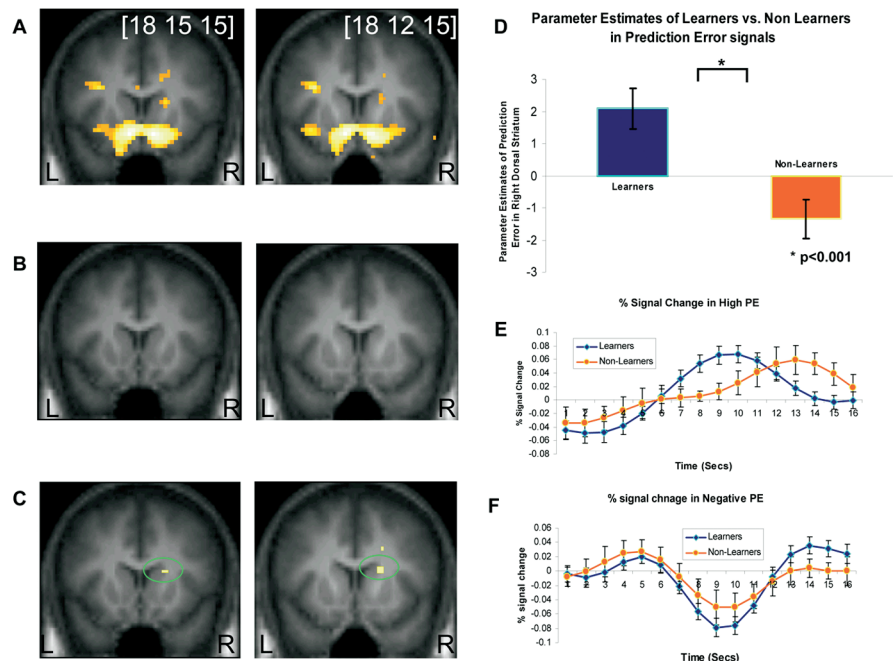 A
[18 15 15]
[18 12 15]
L
R
L
R
B
L
R
L
R
C
L
R
L
R
D
Parameter Estimates of Learners vs. Non Learners
in Prediction Error signals
*
Parameter Estimates of Prediction
Error in Right Dorsal Striatum
3
2
1
0
-1
-2
-3
Learners
Non-Learners
* p<0.001
% Signal Change in High PE
E
% Signal Change
0.1
0.08
0.06
0.04
0.02
0
-0.02
-0.04
-0.06
-0.08
Learners
Non-Learners
1 2 3 4 5 6 7 8 9 10 11 12 13 14 15 16
Time (Secs)
% signal chnage in Negative PE
F
% signal change
0.06
0.04
0.02
0
-0.02
-0.04
-0.06
-0.08
-0.1
Learners
Non-Learners
1 2 3 4 5 6 7 8 9 10 11 12 13 14 15 16
Time (Secs)